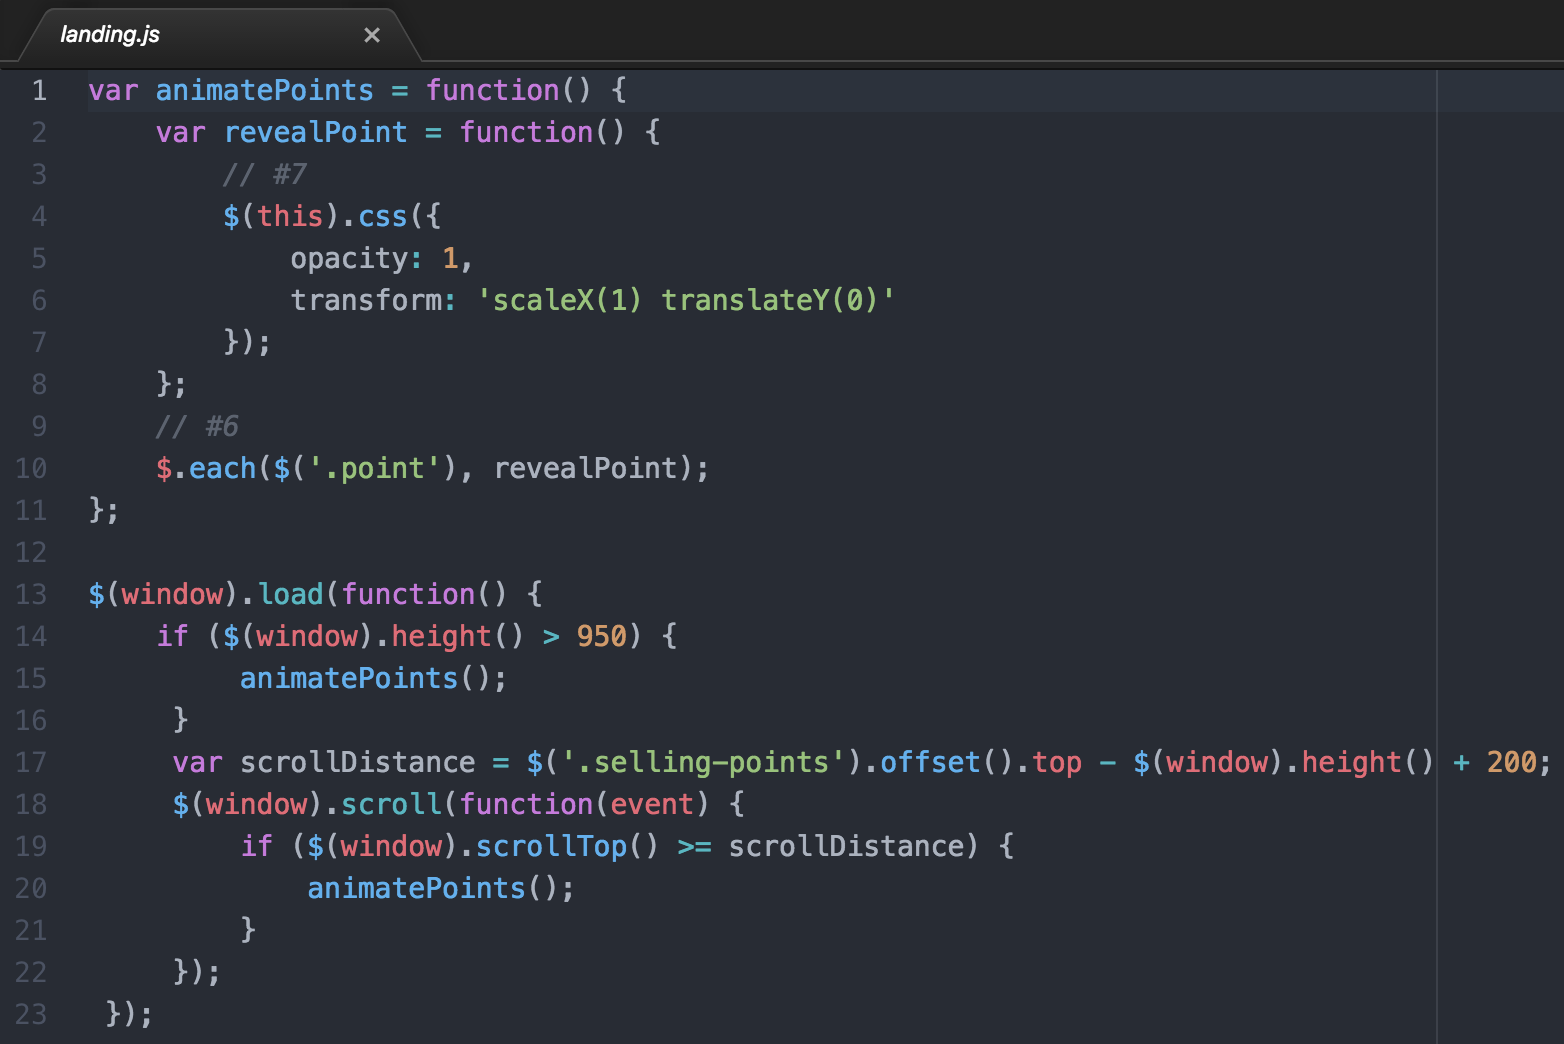 landing.js ×
1 var animatePoints = function() {
2     var revealPoint = function() {
3         // #7
4         $(this).css({
5             opacity: 1,
6             transform: 'scaleX(1) translateY(0)'
7         });
8     };
9     // #6
10     $.each($('.point'), revealPoint);
11 };
12
13 $(window).load(function() {
14     if ($(window).height() > 950) {
15          animatePoints();
16      }
17      var scrollDistance = $('.selling-points').offset().top - $(window).height() + 200;
18      $(window).scroll(function(event) {
19          if ($(window).scrollTop() >= scrollDistance) {
20              animatePoints();
21          }
22      });
23  });